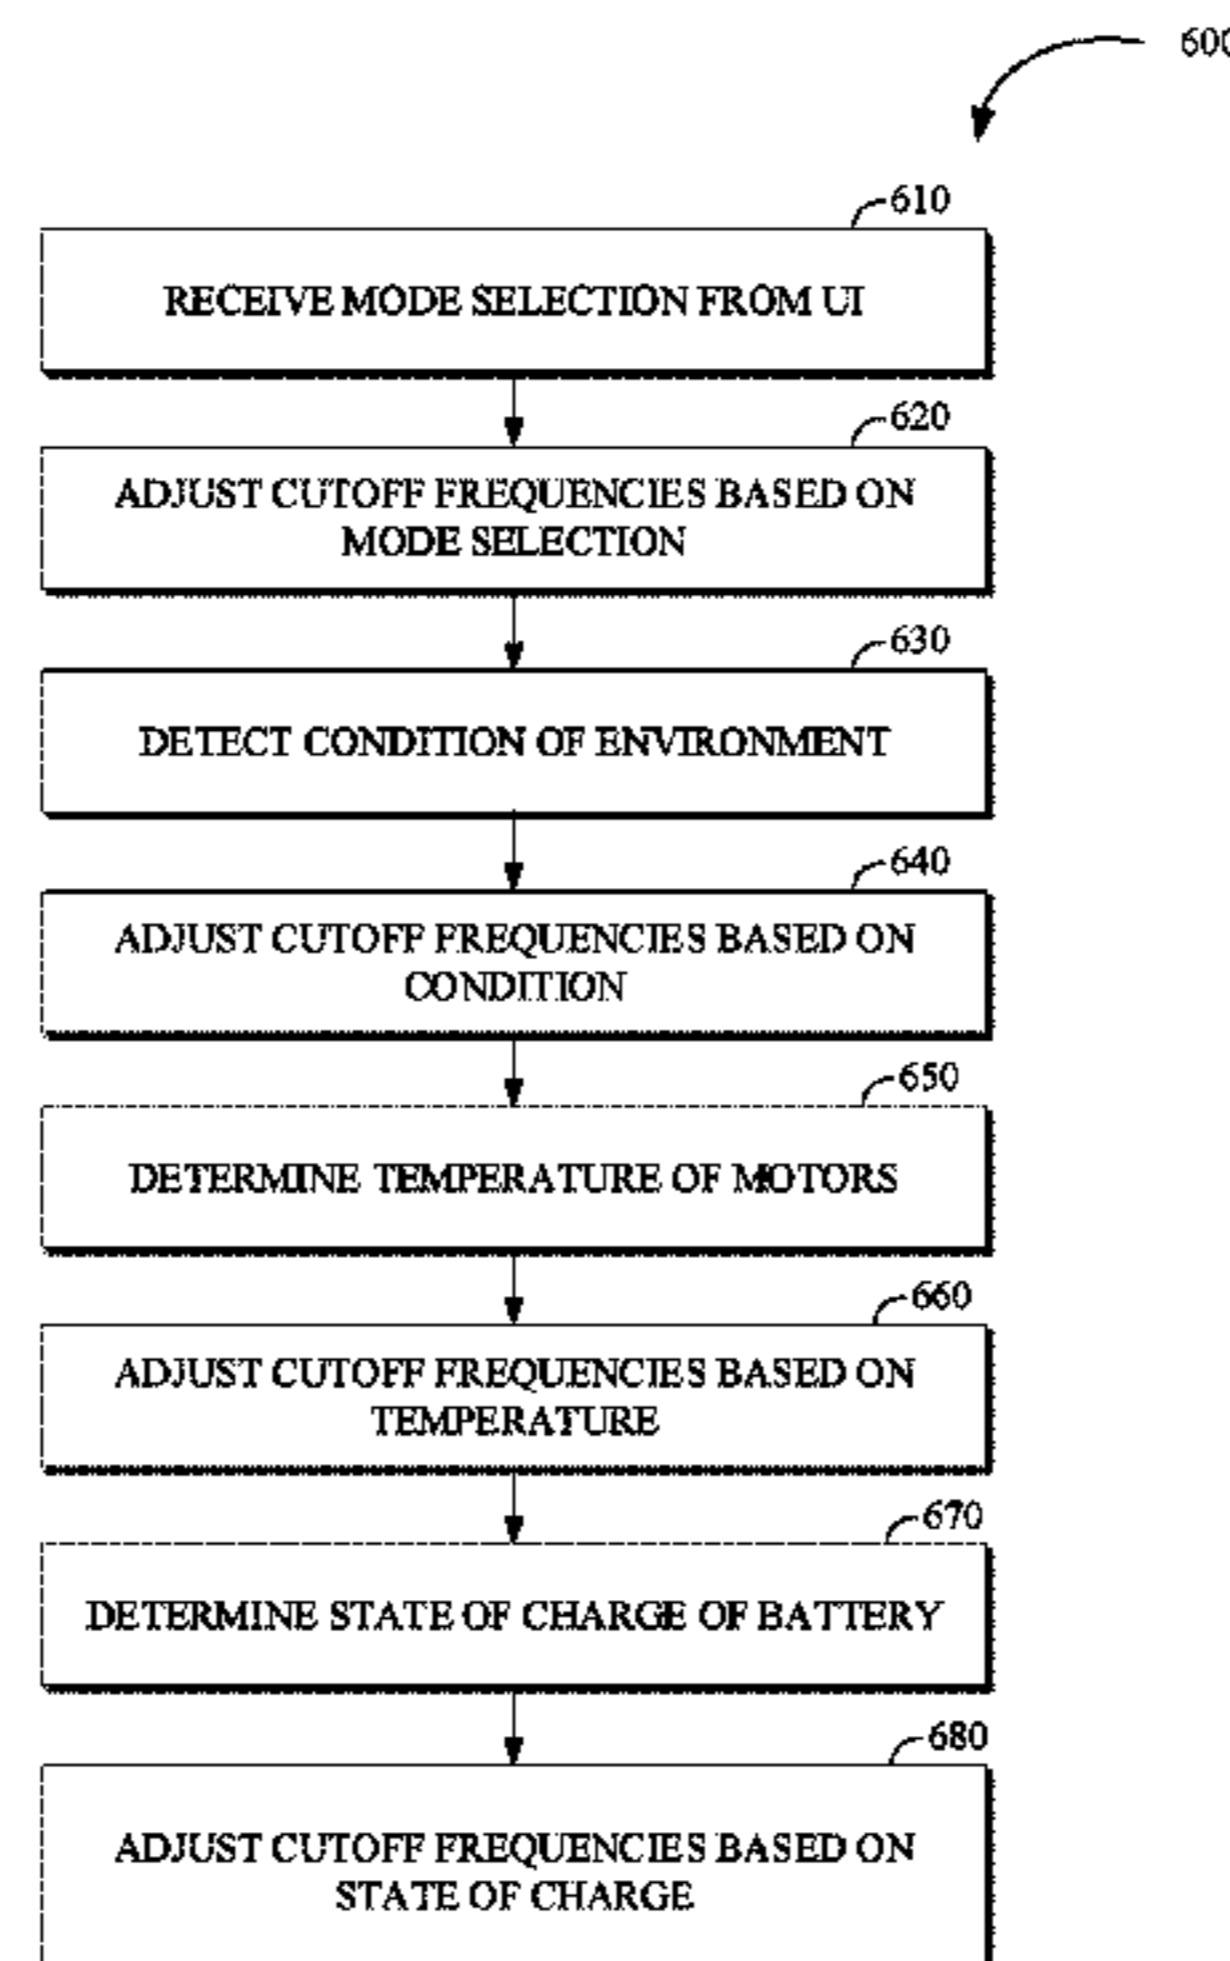 600
610
RECEIVE MODE SELECTION FROM UI
620
ADJUST CUTOFF FREQUENCIES BASED ON
MODE SELECTION
630
DETECT CONDITION OF ENVIRONMENT
640
ADJUST CUTOFF FREQUENCIES BASED ON
CONDITION
650
DETERMINE TEMPERATURE OF MOTORS
660
ADJUST CUTOFF FREQUENCIES BASED ON
TEMPERATURE
670
DETERMINE STATE OF CHARGE OF BATTERY
680
ADJUST CUTOFF FREQUENCIES BASED ON
STATE OF CHARGE